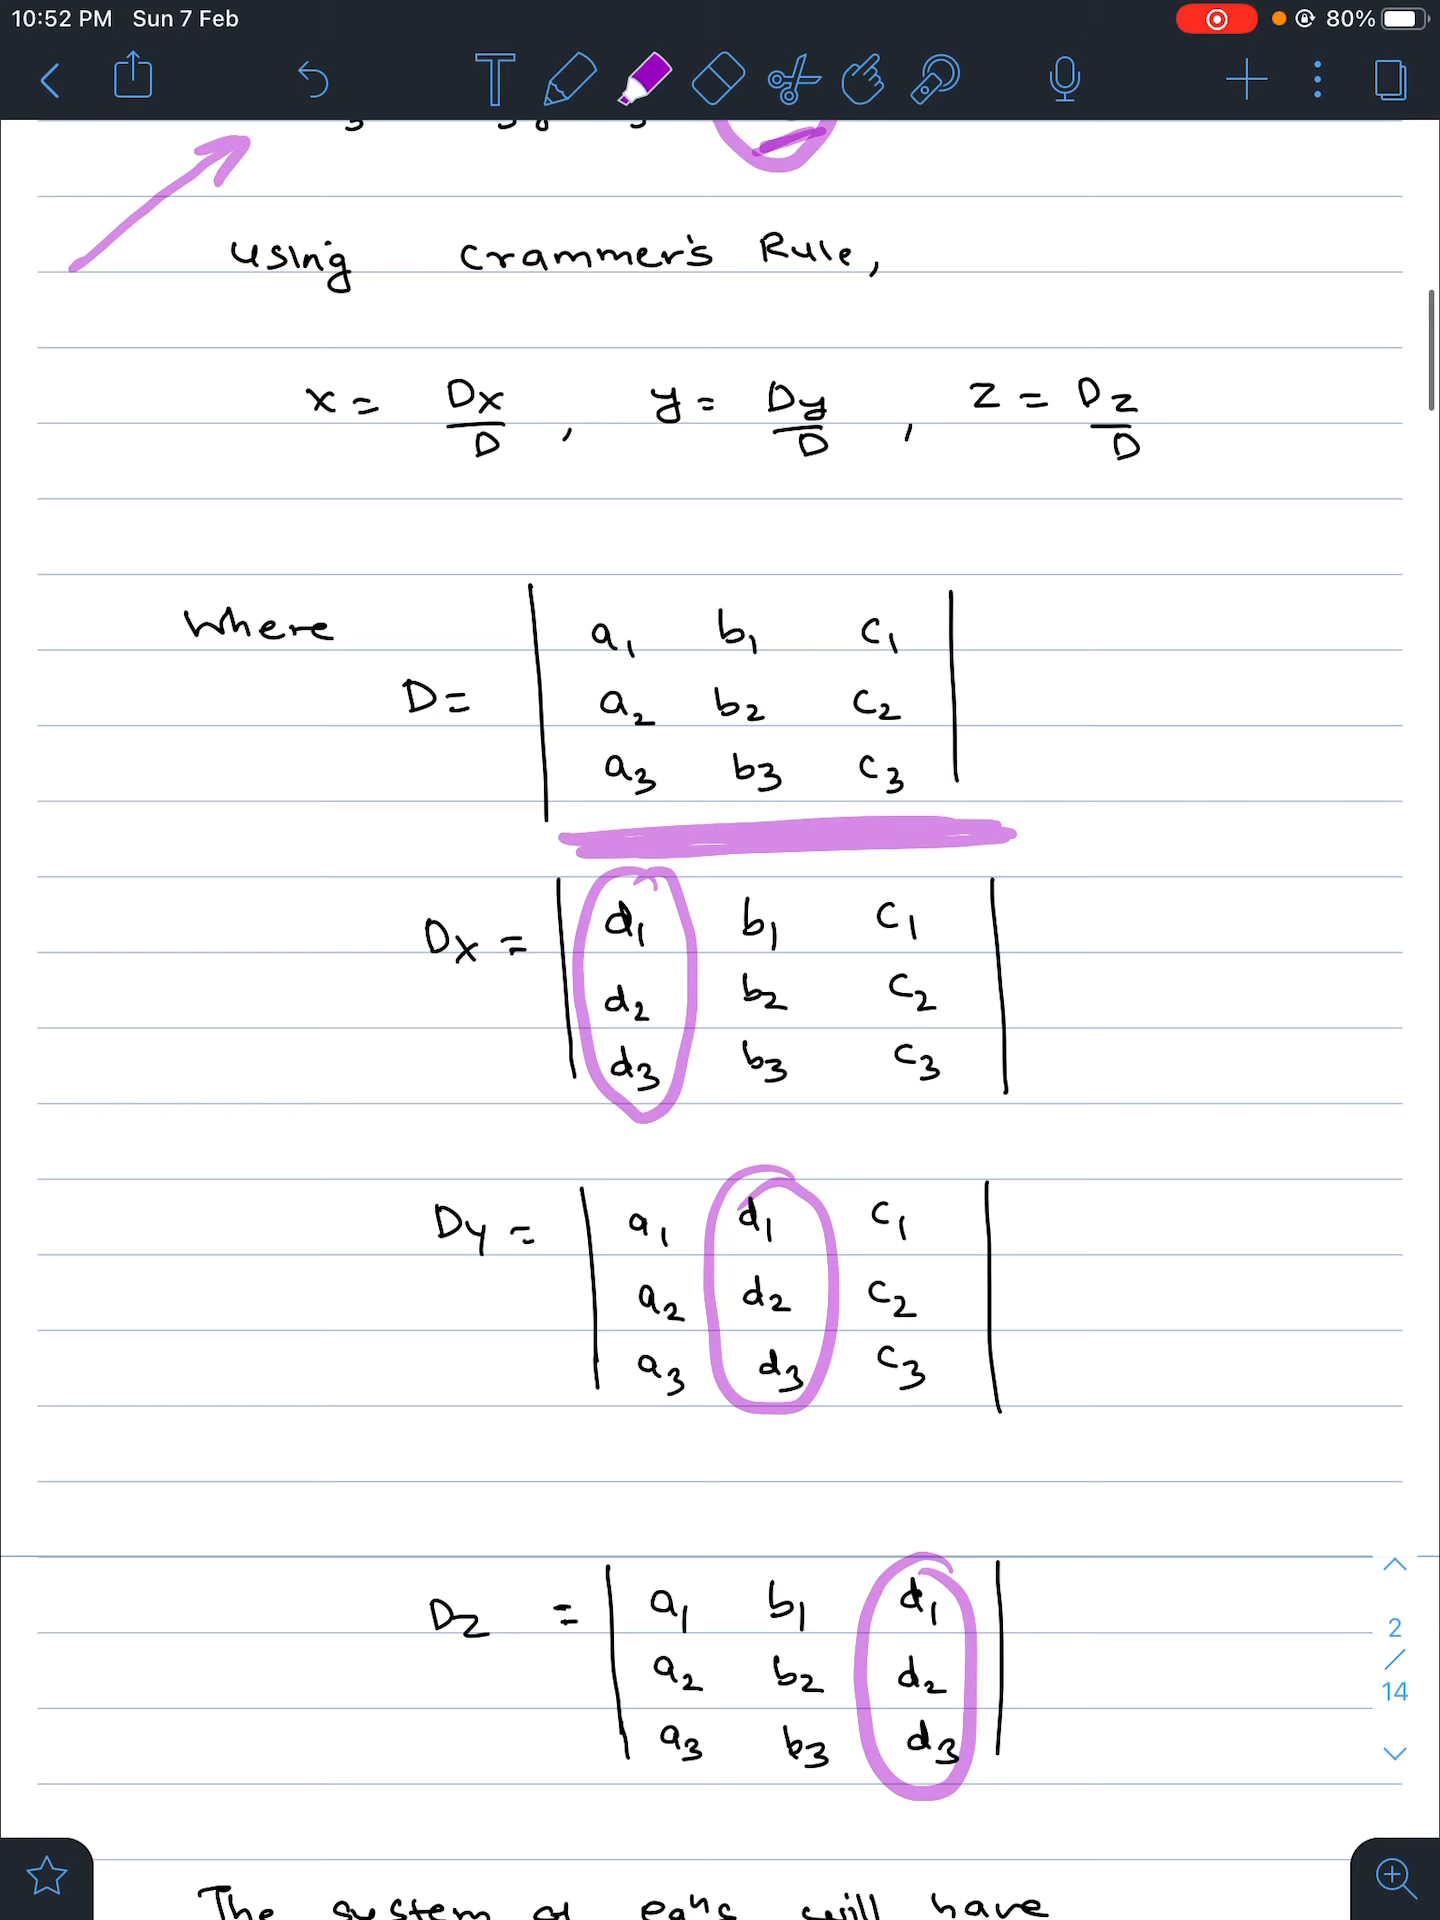 10:52 PM Sun 7 Feb 80%
using crammer's Rule,
x = Dx/D , y = Dy/D , z = Dz/D
where
D = | a1 b1 c1 |
| a2 b2 c2 |
| a3 b3 c3 |
Dx = | d1 b1 c1 |
| d2 b2 c2 |
| d3 b3 c3 |
Dy = | a1 d1 c1 |
| a2 d2 c2 |
| a3 d3 c3 |
Dz = | a1 b1 d1 |
| a2 b2 d2 |
| a3 b3 d3 |
2
/
14
The system of eqns will have